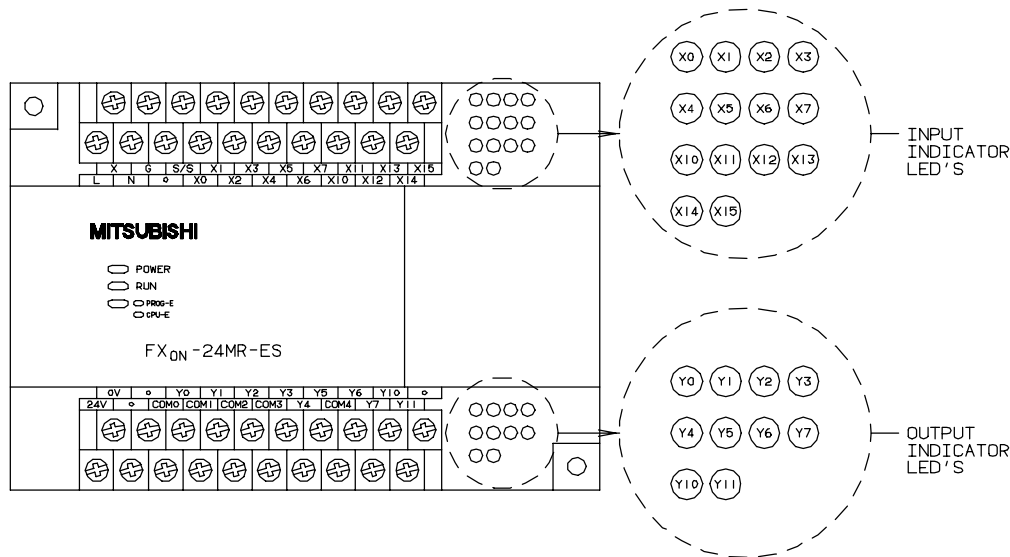 X0 X1 X2 X3
X4 X5 X6 X7
X10 X11 X12 X13
X14 X15
INPUT
INDICATOR
LED'S
X G S/S X1 X3 X5 X7 X11 X13 X15
L N X0 X2 X4 X6 X10 X12 X14
MITSUBISHI
POWER
RUN
PROG-E
CPU-E
FX0N-24MR-ES
0V Y0 Y1 Y2 Y3 Y5 Y6 Y10
24V COM0 COM1 COM2 COM3 Y4 COM4 Y7 Y11
Y0 Y1 Y2 Y3
Y4 Y5 Y6 Y7
Y10 Y11
OUTPUT
INDICATOR
LED'S